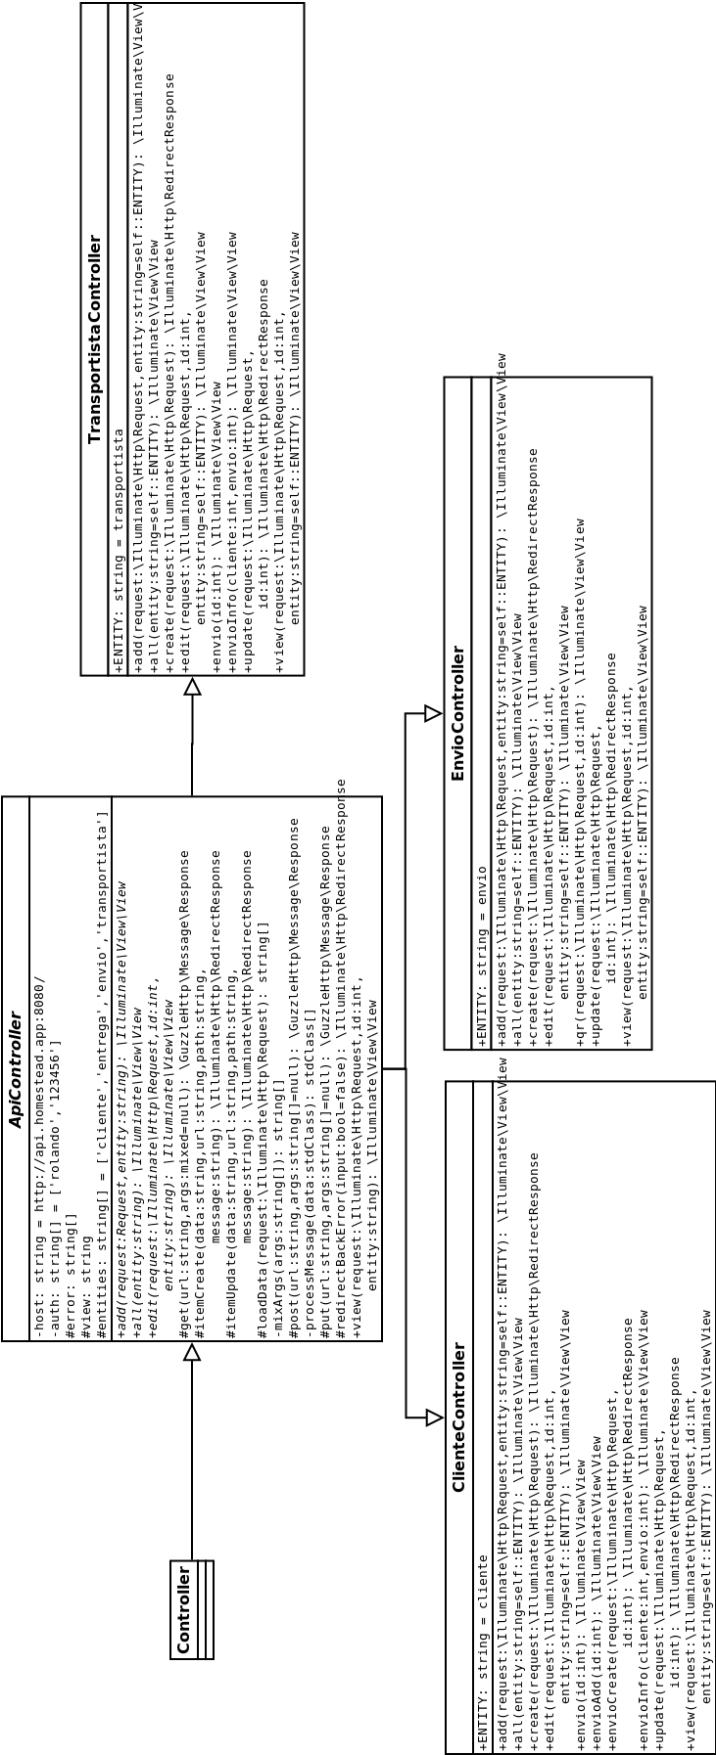 Controller
ApiController
-host: string = http://api.homestead.app:8080/
-auth: string[] = ['rolando','123456']
#error: string[]
#view: string
#entities: string[] = ['cliente','entrega','envio','transportista']
+add(request:Request,entity:string): \Illuminate\View\View
+all(entity:string): \Illuminate\View\View
+edit(request:\Illuminate\Http\Request,id:int,
entity:string): \Illuminate\View\View
#get(url:string,args:mixed=null): \GuzzleHttp\Message\Response
#itemCreate(data:string,url:string,path:string,
message:string): \Illuminate\Http\RedirectResponse
#itemUpdate(data:string,url:string,path:string,
message:string): \Illuminate\Http\RedirectResponse
#loadData(request:\Illuminate\Http\Request): string[]
-mixArgs(args:string[]): string[]
#post(url:string,args:string[]=null): \GuzzleHttp\Message\Response
-processMessage(data:stdClass): stdClass[]
#put(url:string,args:string[]=null): \GuzzleHttp\Message\Response
#redirectBackError(input:bool=false): \Illuminate\Http\RedirectResponse
+view(request:\Illuminate\Http\Request,id:int,
entity:string): \Illuminate\View\View
TransportistaController
+ENTITY: string = transportista
+add(request:\Illuminate\Http\Request,entity:string=self::ENTITY): \Illuminate\View\V
+all(entity:string=self::ENTITY): \Illuminate\View\View
+create(request:\Illuminate\Http\Request): \Illuminate\Http\RedirectResponse
+edit(request:\Illuminate\Http\Request,id:int,
entity:string=self::ENTITY): \Illuminate\View\View
+envio(id:int): \Illuminate\View\View
+envioInfo(cliente:int,envio:int): \Illuminate\View\View
+update(request:\Illuminate\Http\Request,
id:int): \Illuminate\Http\RedirectResponse
+view(request:\Illuminate\Http\Request,id:int,
entity:string=self::ENTITY): \Illuminate\View\View
ClienteController
+ENTITY: string = cliente
+add(request:\Illuminate\Http\Request,entity:string=self::ENTITY): \Illuminate\View\View
+all(entity:string=self::ENTITY): \Illuminate\View\View
+create(request:\Illuminate\Http\Request): \Illuminate\Http\RedirectResponse
+edit(request:\Illuminate\Http\Request,id:int,
entity:string=self::ENTITY): \Illuminate\View\View
+envio(id:int): \Illuminate\View\View
+envioAdd(id:int): \Illuminate\View\View
+envioCreate(request:\Illuminate\Http\Request,
id:int): \Illuminate\Http\RedirectResponse
+envioInfo(cliente:int,envio:int): \Illuminate\View\View
+update(request:\Illuminate\Http\Request,
id:int): \Illuminate\Http\RedirectResponse
+view(request:\Illuminate\Http\Request,id:int,
entity:string=self::ENTITY): \Illuminate\View\View
EnvioController
+ENTITY: string = envio
+add(request:\Illuminate\Http\Request,entity:string=self::ENTITY): \Illuminate\View\View
+all(entity:string=self::ENTITY): \Illuminate\View\View
+create(request:\Illuminate\Http\Request): \Illuminate\Http\RedirectResponse
+edit(request:\Illuminate\Http\Request,id:int,
entity:string=self::ENTITY): \Illuminate\View\View
+qr(request:\Illuminate\Http\Request,id:int): \Illuminate\View\View
+update(request:\Illuminate\Http\Request,
id:int): \Illuminate\Http\RedirectResponse
+view(request:\Illuminate\Http\Request,id:int,
entity:string=self::ENTITY): \Illuminate\View\View